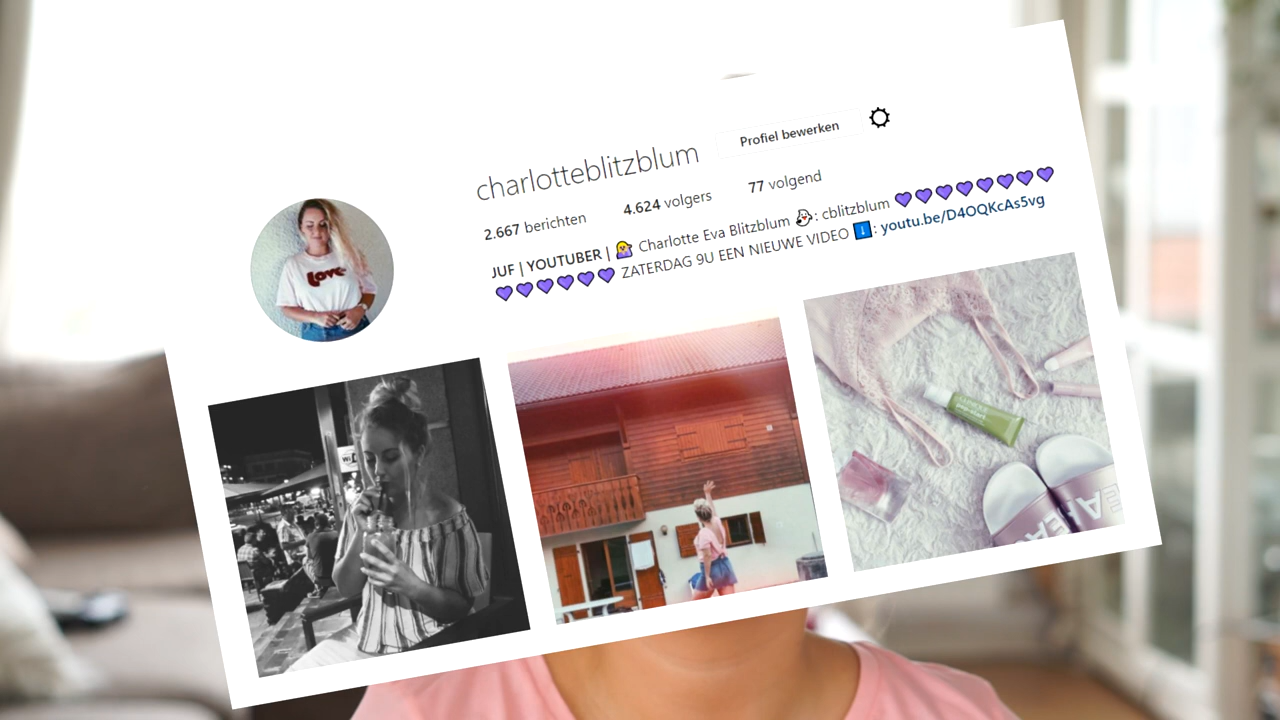 charlotteblitzblum Profiel bewerken
2.667 berichten 4.624 volgers 77 volgend
JUF | YOUTUBER | 🤷‍♀️ Charlotte Eva Blitzblum 👻: cblitzblum 💜💜💜💜💜💜💜💜
💜💜💜💜💜💜 ZATERDAG 9U EEN NIEUWE VIDEO ⬇️: youtu.be/D4OQKcAs5vg
Love